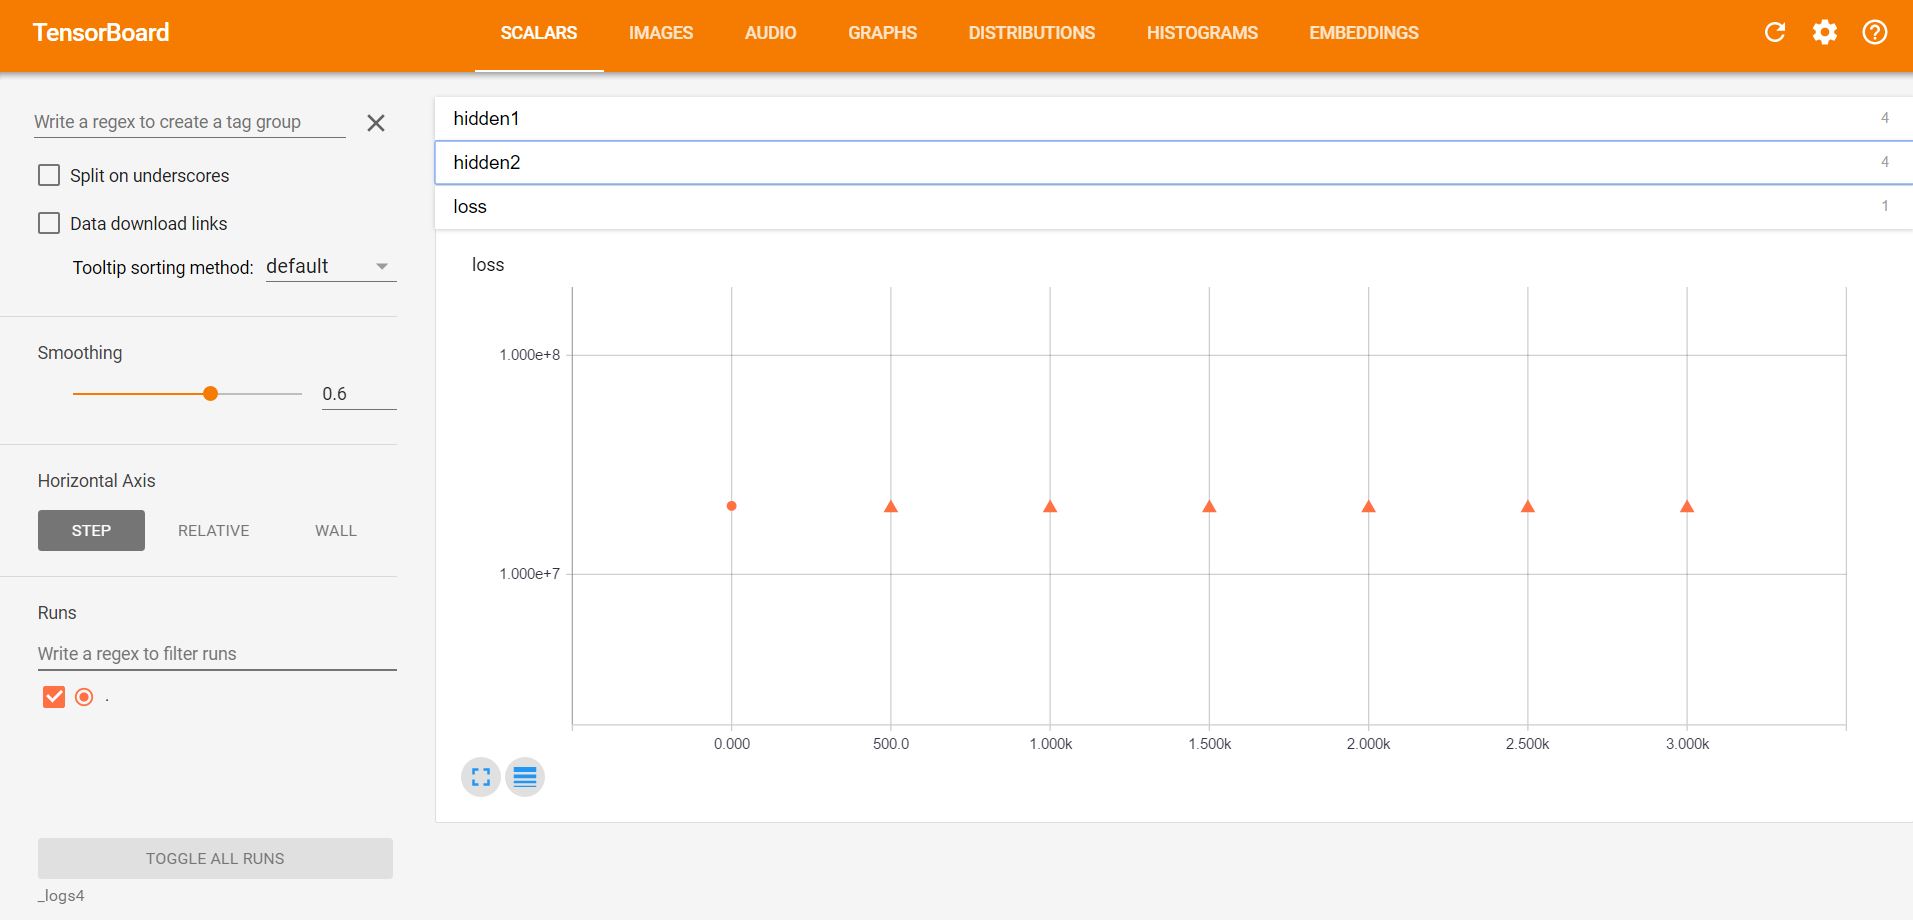 TensorBoard
SCALARS IMAGES AUDIO GRAPHS DISTRIBUTIONS HISTOGRAMS EMBEDDINGS
Write a regex to create a tag group
Split on underscores
Data download links
Tooltip sorting method: default
Smoothing
0.6
Horizontal Axis
STEP RELATIVE WALL
Runs
Write a regex to filter runs
.
TOGGLE ALL RUNS
_logs4
hidden1 4
hidden2 4
loss 1
loss
1.000e+8
1.000e+7
0.000 500.0 1.000k 1.500k 2.000k 2.500k 3.000k